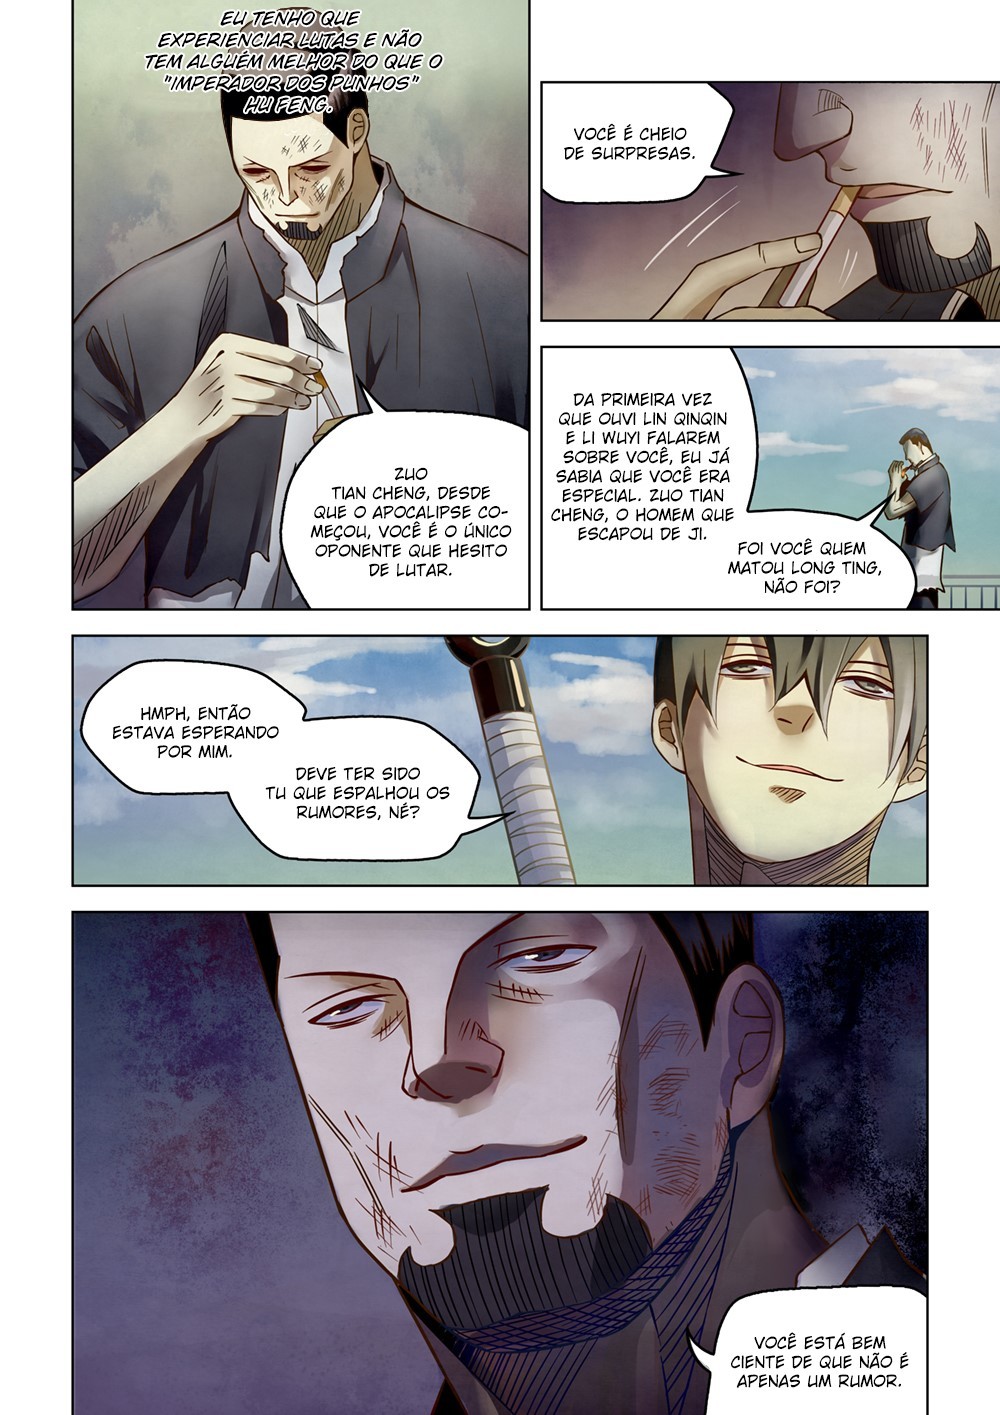 EU TENHO QUE
EXPERIENCIAR LUTAS E NÃO
TEM ALGUÉM MELHOR DO QUE O
"IMPERADOR DOS PUNHOS"
HU FENG.
ZUO
TIAN CHENG, DESDE
QUE O APOCALIPSE CO-
MEÇOU, VOCÊ É O ÚNICO
OPONENTE QUE HESITO
DE LUTAR.
VOCÊ É CHEIO
DE SURPRESAS.
DA PRIMEIRA VEZ
QUE OUVI LIN QINQIN
E LI WUYI FALAREM
SOBRE VOCÊ, EU JÁ
SABIA QUE VOCÊ ERA
ESPECIAL. ZUO TIAN
CHENG, O HOMEM QUE
ESCAPOU DE JI.
FOI VOCÊ QUEM
MATOU LONG TING,
NÃO FOI?
HMPH, ENTÃO
ESTAVA ESPERANDO
POR MIM.
DEVE TER SIDO
TU QUE ESPALHOU OS
RUMORES, NÉ?
VOCÊ ESTÁ BEM
CIENTE DE QUE NÃO É
APENAS UM RUMOR.